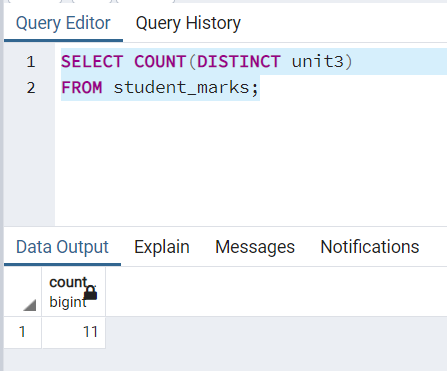 Query Editor Query History
1 SELECT COUNT(DISTINCT unit3)
2 FROM student_marks;
Data Output Explain Messages Notifications
count
bigint
1 11